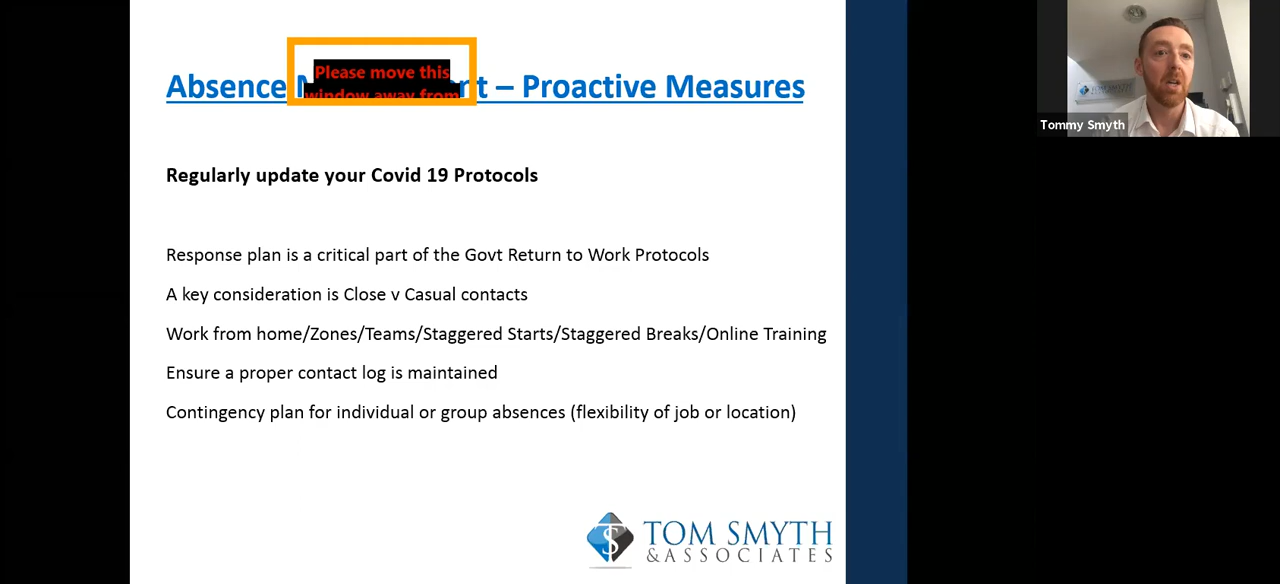 Please move this
window away from
Absence t – Proactive Measures
Regularly update your Covid 19 Protocols
Response plan is a critical part of the Govt Return to Work Protocols
A key consideration is Close v Casual contacts
Work from home/Zones/Teams/Staggered Starts/Staggered Breaks/Online Training
Ensure a proper contact log is maintained
Contingency plan for individual or group absences (flexibility of job or location)
TOM SMYTH
& ASSOCIATES
Tommy Smyth
TOM SMYTH